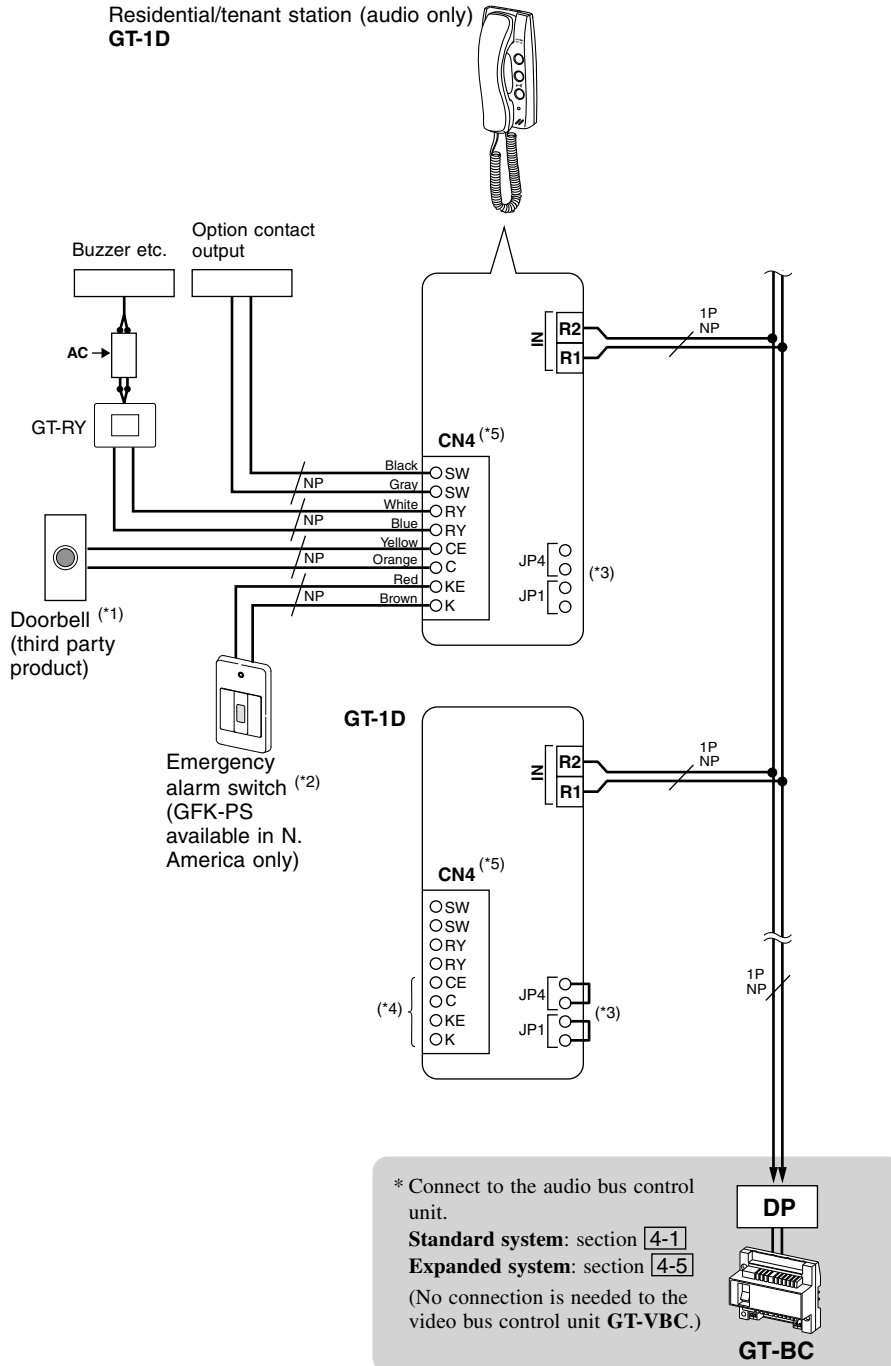 Residential/tenant station (audio only)
GT-1D
Buzzer etc.
Option contact
output
AC
GT-RY
IN
R2
R1
1P
NP
CN4 (*5)
Black
SW
NP
Gray
SW
White
RY
NP
Blue
RY
Yellow
CE
NP
Orange
C
Red
KE
NP
Brown
K
JP4
JP1
(*3)
Doorbell (*1)
(third party
product)
Emergency
alarm switch (*2)
(GFK-PS
available in N.
America only)
GT-1D
IN
R2
R1
1P
NP
CN4 (*5)
SW
SW
RY
RY
CE
C
KE
K
(*4)
JP4
JP1
(*3)
1P
NP
* Connect to the audio bus control
unit.
Standard system: section 4-1
Expanded system: section 4-5
(No connection is needed to the
video bus control unit GT-VBC.)
DP
GT-BC